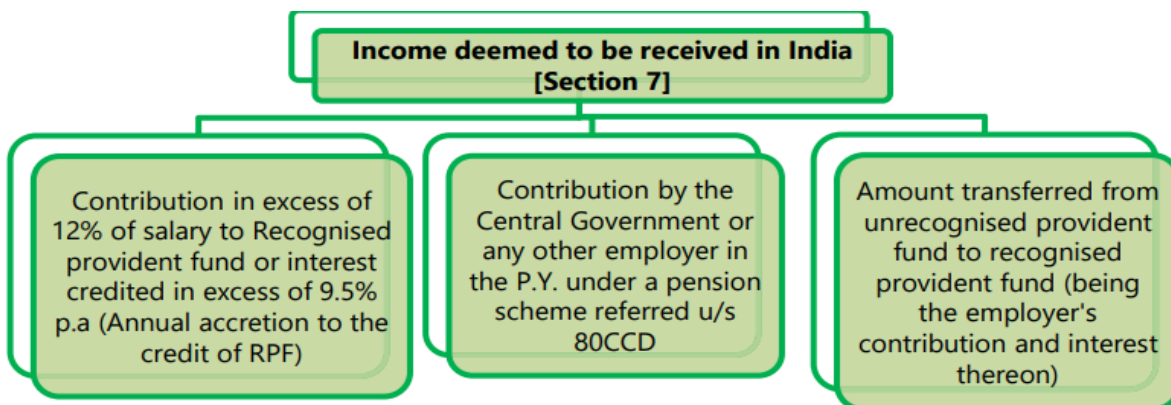 Income deemed to be received in India
[Section 7]
Contribution in excess of
12% of salary to Recognised
provident fund or interest
credited in excess of 9.5%
p.a (Annual accretion to the
credit of RPF)
Contribution by the
Central Government or
any other employer in
the P.Y. under a pension
scheme referred u/s
80CCD
Amount transferred from
unrecognised provident
fund to recognised
provident fund (being
the employer's
contribution and interest
thereon)